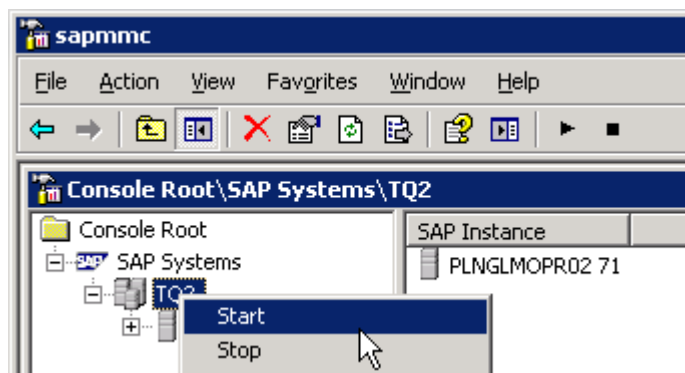 sapmmc
File Action View Favorites Window Help
Console Root\SAP Systems\TQ2
Console Root
SAP Instance
SAP SAP Systems
PLNGLMOPR02 71
TQ2
Start
Stop